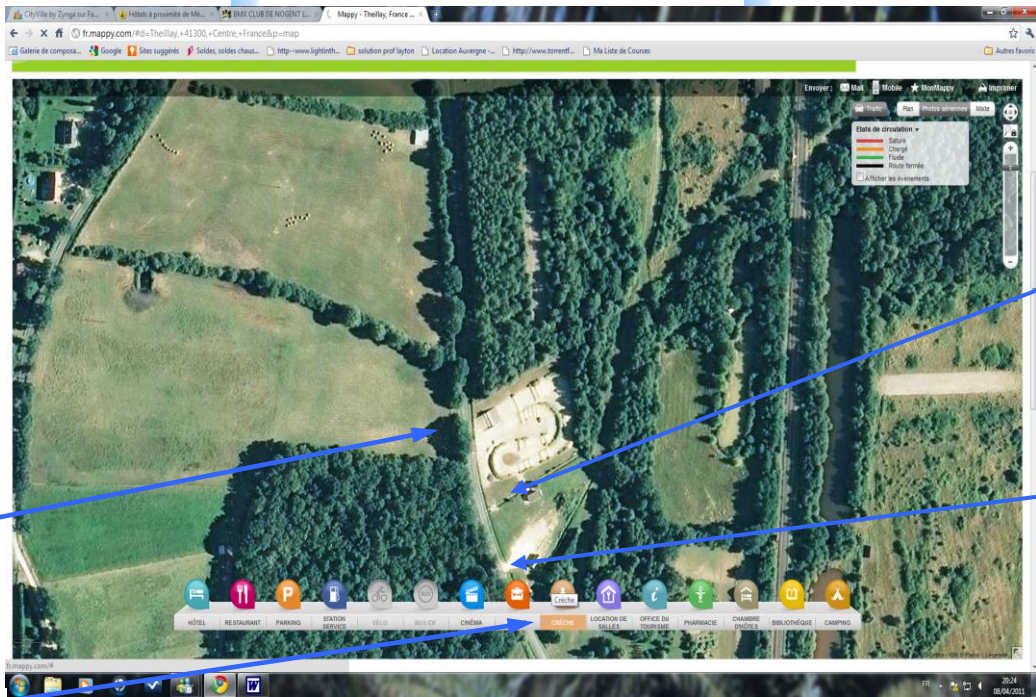 CityVille by Zynga sur Fa...
Hôtels à proximité de Mé...
BMX CLUB DE NOGENT L...
Mappy - Theillay, France ...
fr.mappy.com/#d=Theillay,+41300,+Centre,+France&p=map
Galerie de composa... Google Sites suggérés Soldes, soldes chaus... http--www.lightinth... solution prof layton Location Auvergne -... http://www.torrentf... Ma Liste de Courses Autres favoris
Envoyer : Mail Mobile MonMappy Imprimer
Trafic Plan Photos aériennes Mixte
Etats de circulation
Saturé
Chargé
Fluide
Route fermée
Afficher les évènements
Crèche
HÔTEL RESTAURANT PARKING STATION SERVICE VÉLO BUS IDF CINÉMA CRÈCHE LOCATION DE SALLES OFFICE DU TOURISME PHARMACIE CHAMBRE D'HÔTES BIBLIOTHÈQUE CAMPING
fr.mappy.com/#
FR 20:24
08/04/2011